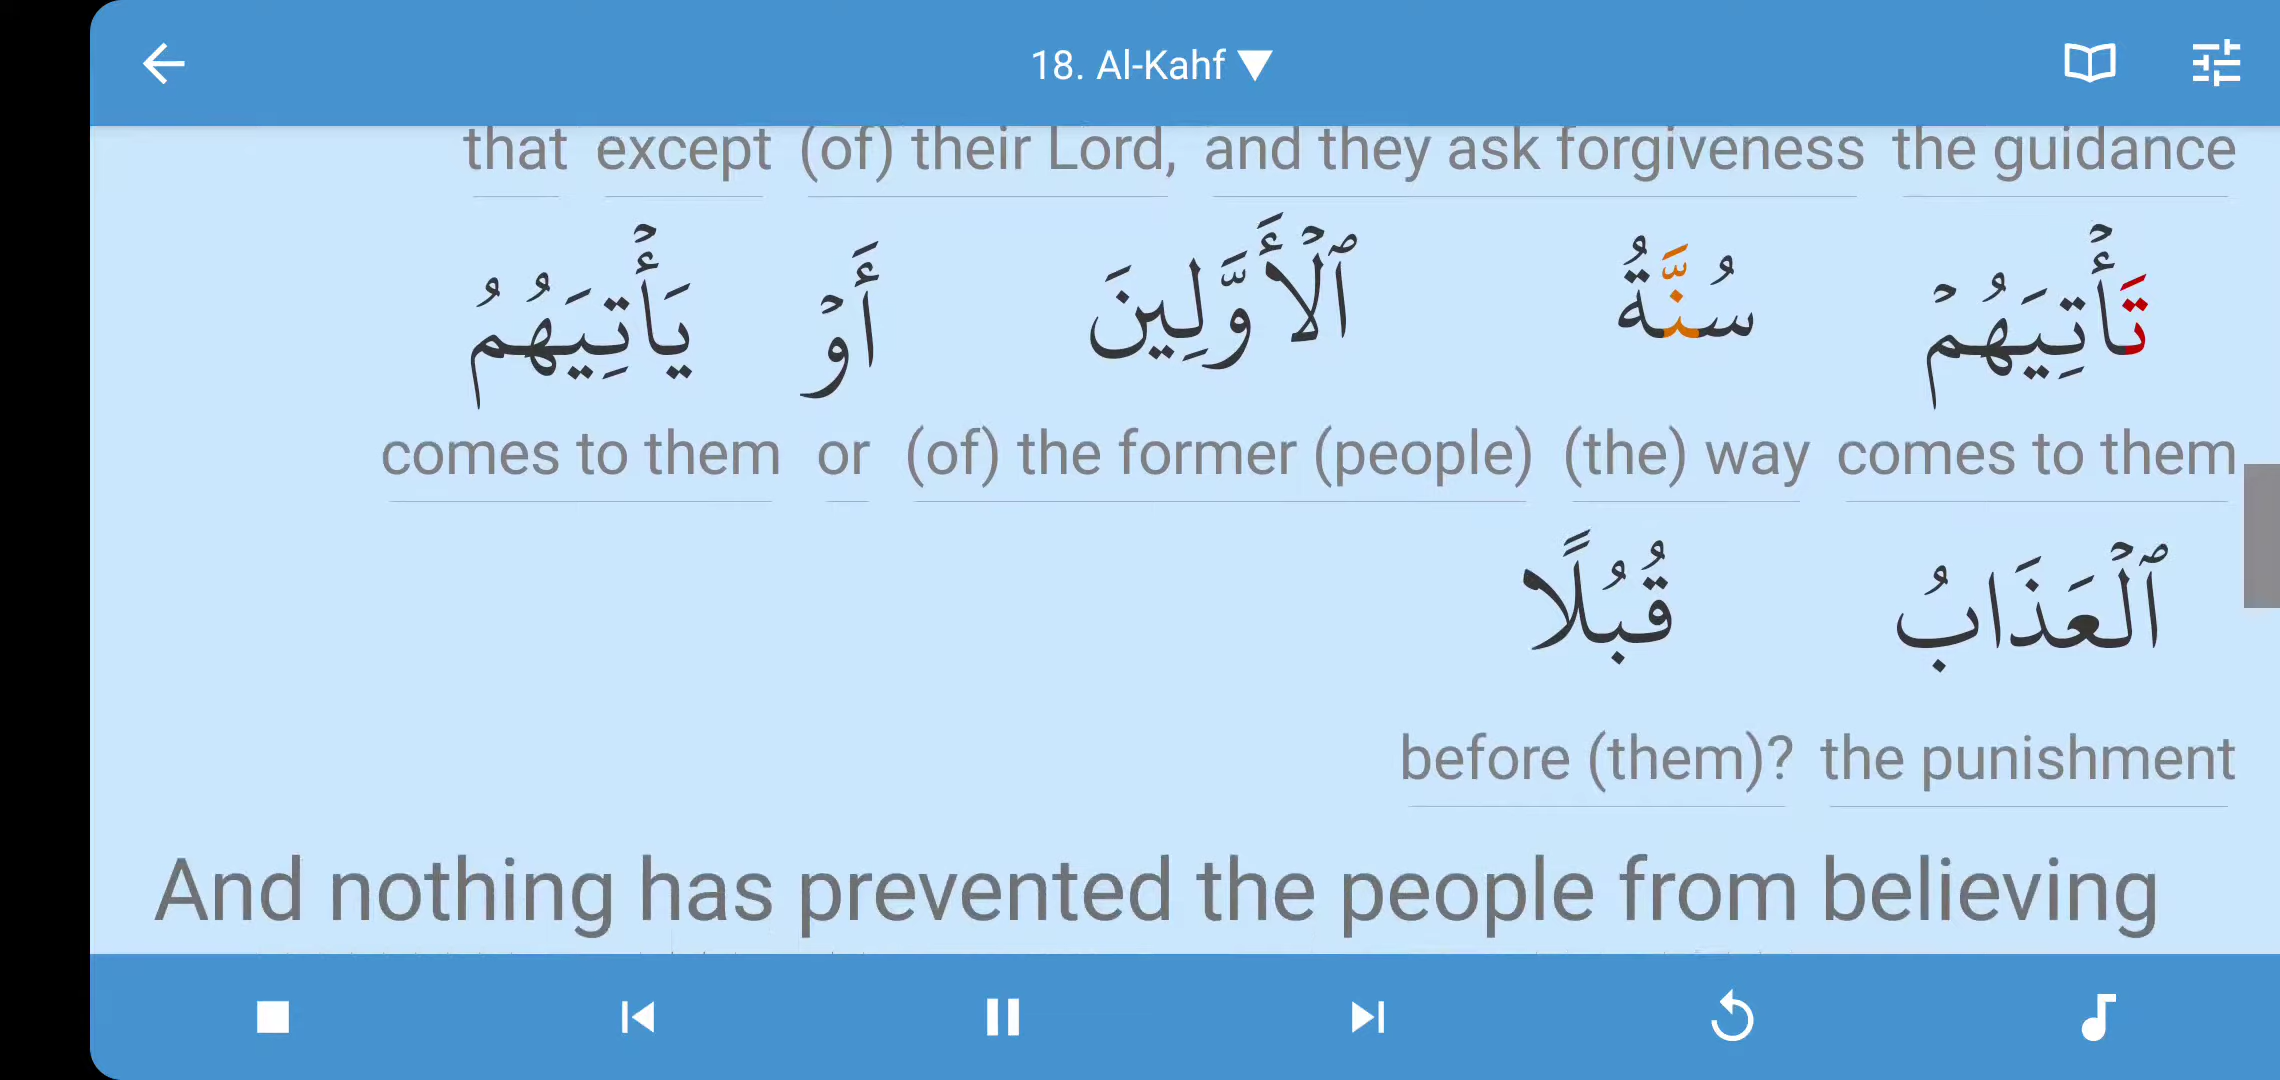 18. Al-Kahf ▼
the guidance and they ask forgiveness (of) their Lord, except that
تَأۡتِيَهُمۡ سُنَّةُ ٱلۡأَوَّلِينَ أَوۡ يَأۡتِيَهُمُ
comes to them (the) way (of) the former (people) or comes to them
ٱلۡعَذَابُ قُبُلًا
the punishment before (them)?
And nothing has prevented the people from believing